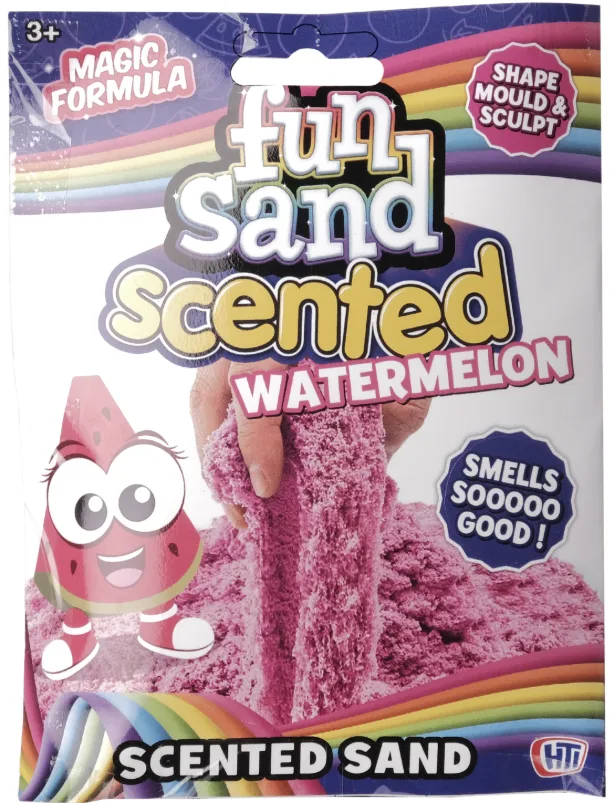 3+
MAGIC
FORMULA
SHAPE
MOULD &
SCULPT
fun
sand
scented
WATERMELON
SMELLS
SOOOOO
GOOD!
SCENTED SAND
HTI